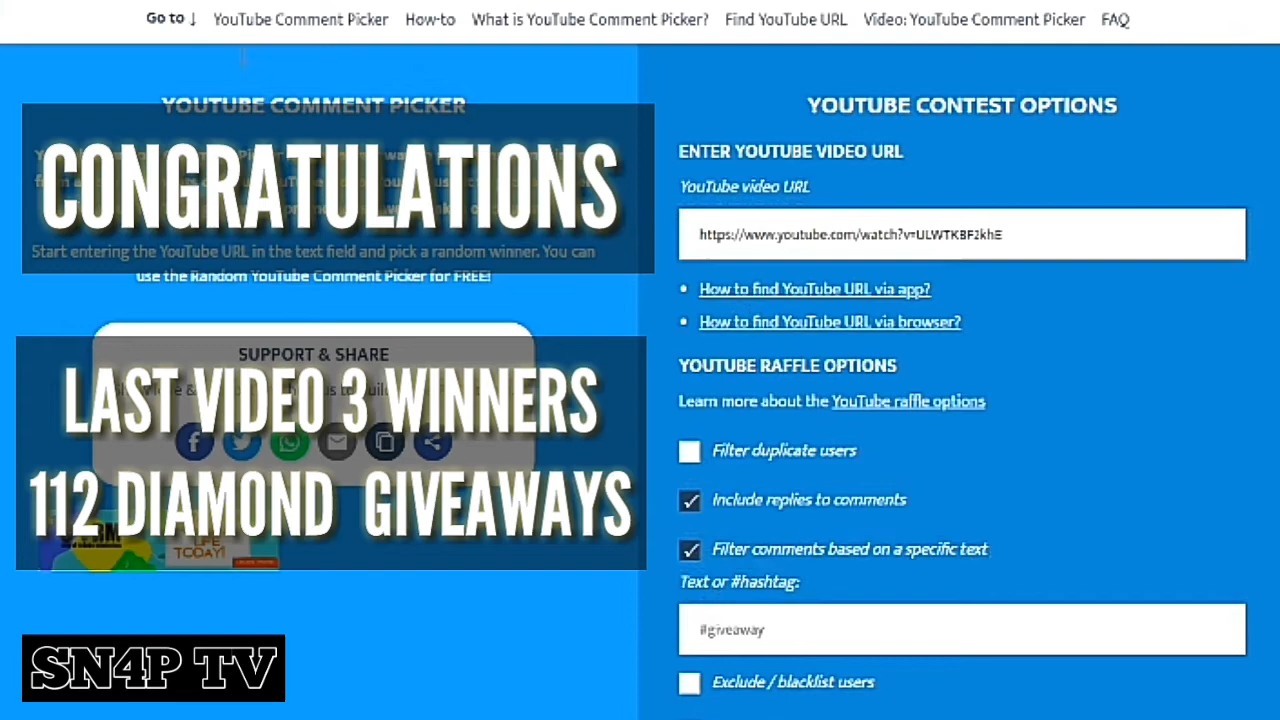 Go to ↓ YouTube Comment Picker How-to What is YouTube Comment Picker? Find YouTube URL Video: YouTube Comment Picker FAQ
YOUTUBE COMMENT PICKER
CONGRATULATIONS
Start entering the YouTube URL in the text field and pick a random winner. You can
use the Random YouTube Comment Picker for FREE!
SUPPORT & SHARE
LAST VIDEO 3 WINNERS
112 DIAMOND GIVEAWAYS
LIFE
TODAY!
SN4P TV
YOUTUBE CONTEST OPTIONS
ENTER YOUTUBE VIDEO URL
YouTube video URL
https://www.youtube.com/watch?v=ULWTKBF2khE
How to find YouTube URL via app?
How to find YouTube URL via browser?
YOUTUBE RAFFLE OPTIONS
Learn more about the YouTube raffle options
Filter duplicate users
Include replies to comments
Filter comments based on a specific text
Text or #hashtag:
#giveaway
Exclude / blacklist users